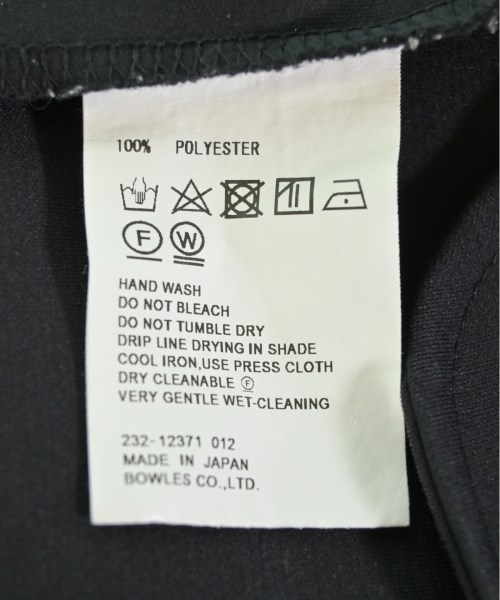 100% POLYESTER
F W
HAND WASH
DO NOT BLEACH
DO NOT TUMBLE DRY
DRIP LINE DRYING IN SHADE
COOL IRON,USE PRESS CLOTH
DRY CLEANABLE Ⓕ
VERY GENTLE WET-CLEANING
232-12371 012
MADE IN JAPAN
BOWLES CO.,LTD.